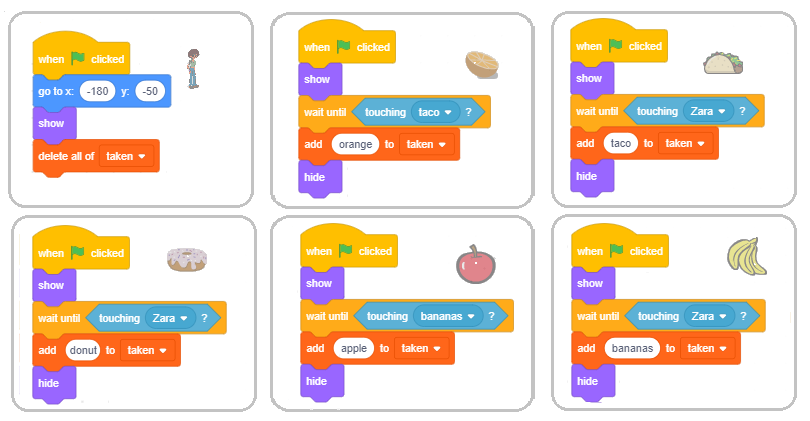 when clicked
go to x: -180 y: -50
show
delete all of taken
when clicked
show
wait until touching taco ?
add orange to taken
hide
when clicked
show
wait until touching Zara ?
add taco to taken
hide
when clicked
show
wait until touching Zara ?
add donut to taken
hide
when clicked
show
wait until touching bananas ?
add apple to taken
hide
when clicked
show
wait until touching Zara ?
add bananas to taken
hide